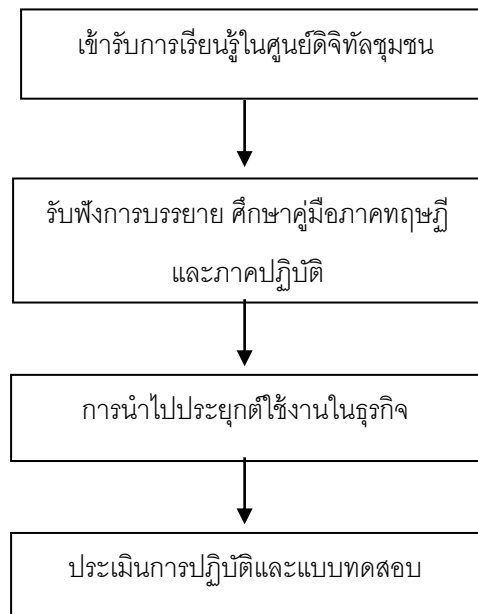 เข้ารับการเรียนรู้ในศูนย์ดิจิทัลชุมชน
รับฟังการบรรยาย ศึกษาคู่มือภาคทฤษฎี
และภาคปฏิบัติ
การนำไปประยุกต์ใช้งานในธุรกิจ
ประเมินการปฏิบัติและแบบทดสอบ